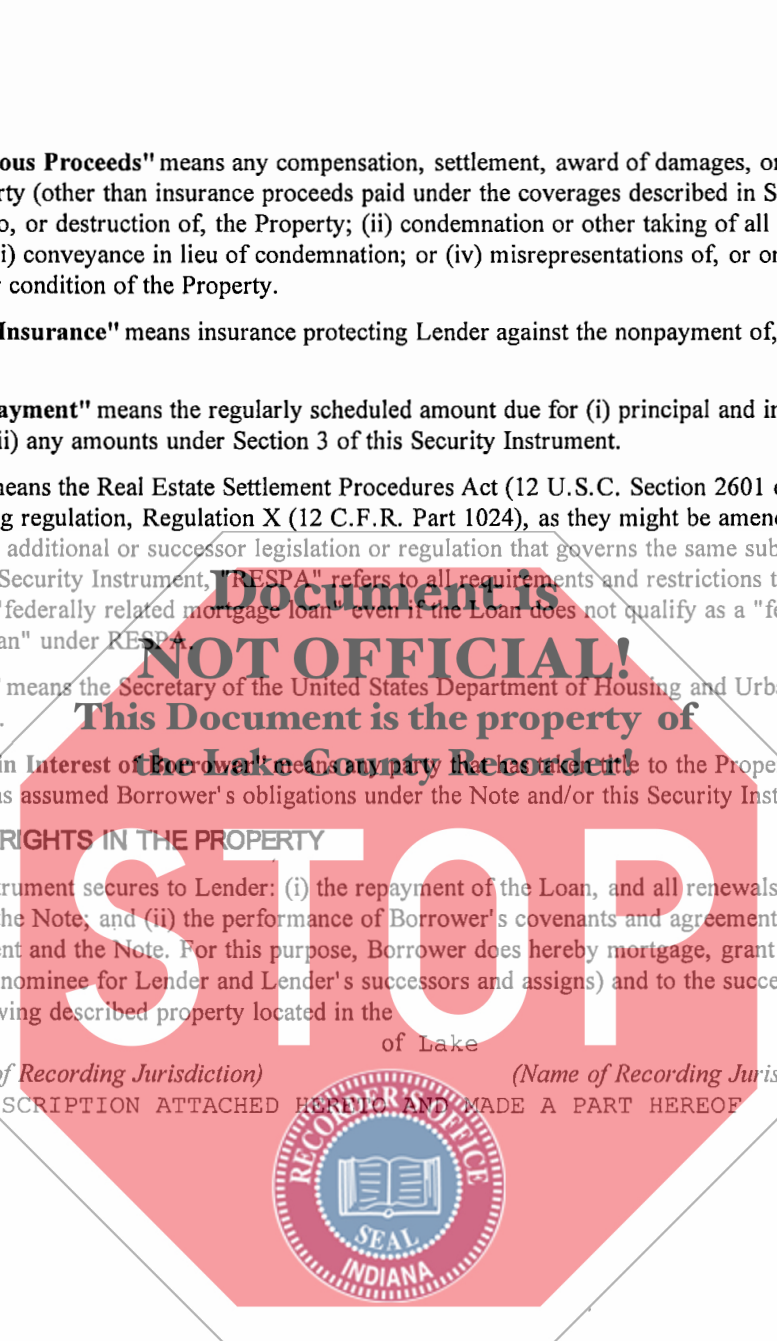 ous Proceeds" means any compensation, settlement, award of damages, or
rty (other than insurance proceeds paid under the coverages described in S
o, or destruction of, the Property; (ii) condemnation or other taking of all
i) conveyance in lieu of condemnation; or (iv) misrepresentations of, or o
condition of the Property.
Insurance" means insurance protecting Lender against the nonpayment of,
ayment" means the regularly scheduled amount due for (i) principal and in
ii) any amounts under Section 3 of this Security Instrument.
means the Real Estate Settlement Procedures Act (12 U.S.C. Section 2601 e
g regulation, Regulation X (12 C.F.R. Part 1024), as they might be amend
additional or successor legislation or regulation that governs the same sub
Security Instrument, "RESPA" refers to all requirements and restrictions t
Document is
"federally related mortgage loan" even if the Loan does not qualify as a "fe
an" under RESPA.
NOT OFFICIAL!
" means the Secretary of the United States Department of Housing and Urb
This Document is the property of
in Interest of Borrower" means any party that has taken title to the Prope
the Lake County Recorder!
as assumed Borrower's obligations under the Note and/or this Security Inst
RIGHTS IN THE PROPERTY
STOP
rument secures to Lender: (i) the repayment of the Loan, and all renewals
he Note; and (ii) the performance of Borrower's covenants and agreement
nt and the Note. For this purpose, Borrower does hereby mortgage, grant
nominee for Lender and Lender's successors and assigns) and to the succe
ving described property located in the
of Lake
of Recording Jurisdiction) (Name of Recording Juris
SCRIPTION ATTACHED HERETO AND MADE A PART HEREOF
RECORDER'S OFFICE
SEAL
INDIANA